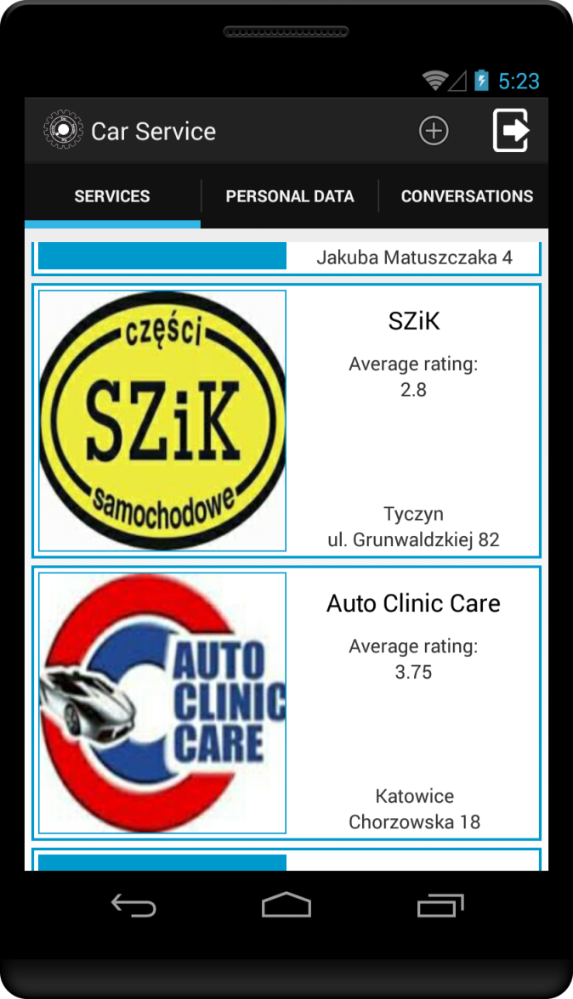 5:23
Car Service
SERVICES
PERSONAL DATA
CONVERSATIONS
Jakuba Matuszczaka 4
części
SZiK
samochodowe
SZiK
Average rating:
2.8
Tyczyn
ul. Grunwaldzkiej 82
AUTO
CLINIC
CARE
Auto Clinic Care
Average rating:
3.75
Katowice
Chorzowska 18